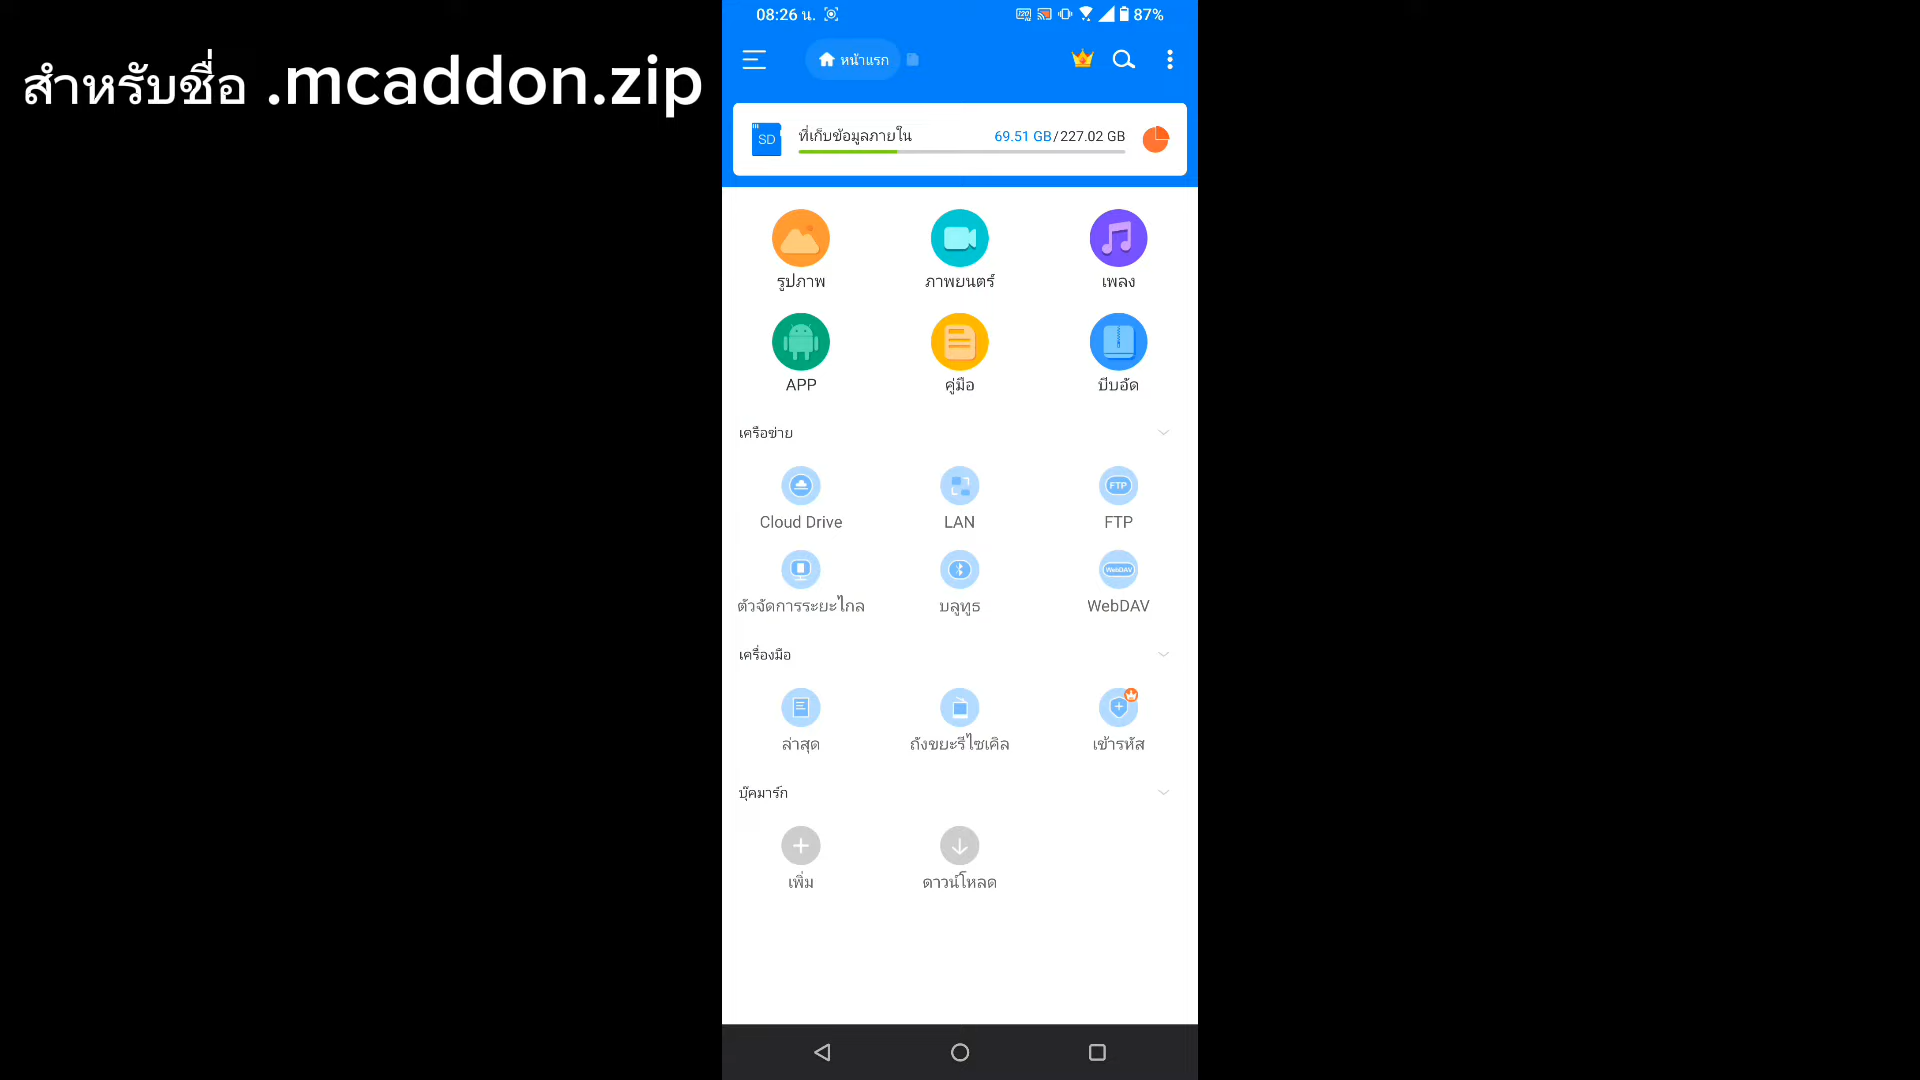 สำหรับชื่อ .mcaddon.zip
08:26 น.
87%
หน้าแรก
SD
ที่เก็บข้อมูลภายใน
69.51 GB/227.02 GB
รูปภาพ
ภาพยนตร์
เพลง
APP
คู่มือ
บีบอัด
เครือข่าย
Cloud Drive
LAN
FTP
FTP
ตัวจัดการระยะไกล
บลูทูธ
WebDAV
WebDAV
เครื่องมือ
ล่าสุด
ถังขยะรีไซเคิล
เข้ารหัส
บุ๊คมาร์ก
เพิ่ม
ดาวน์โหลด